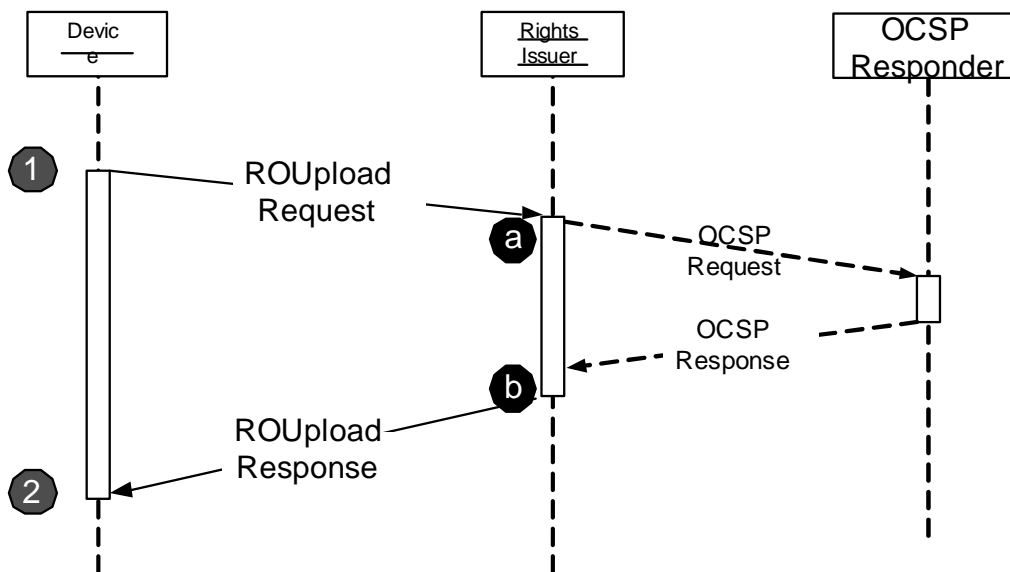 Devic
e
Rights
Issuer
OCSP
Responder
1
ROUpload
Request
a
OCSP
Request
OCSP
Response
b
ROUpload
Response
2